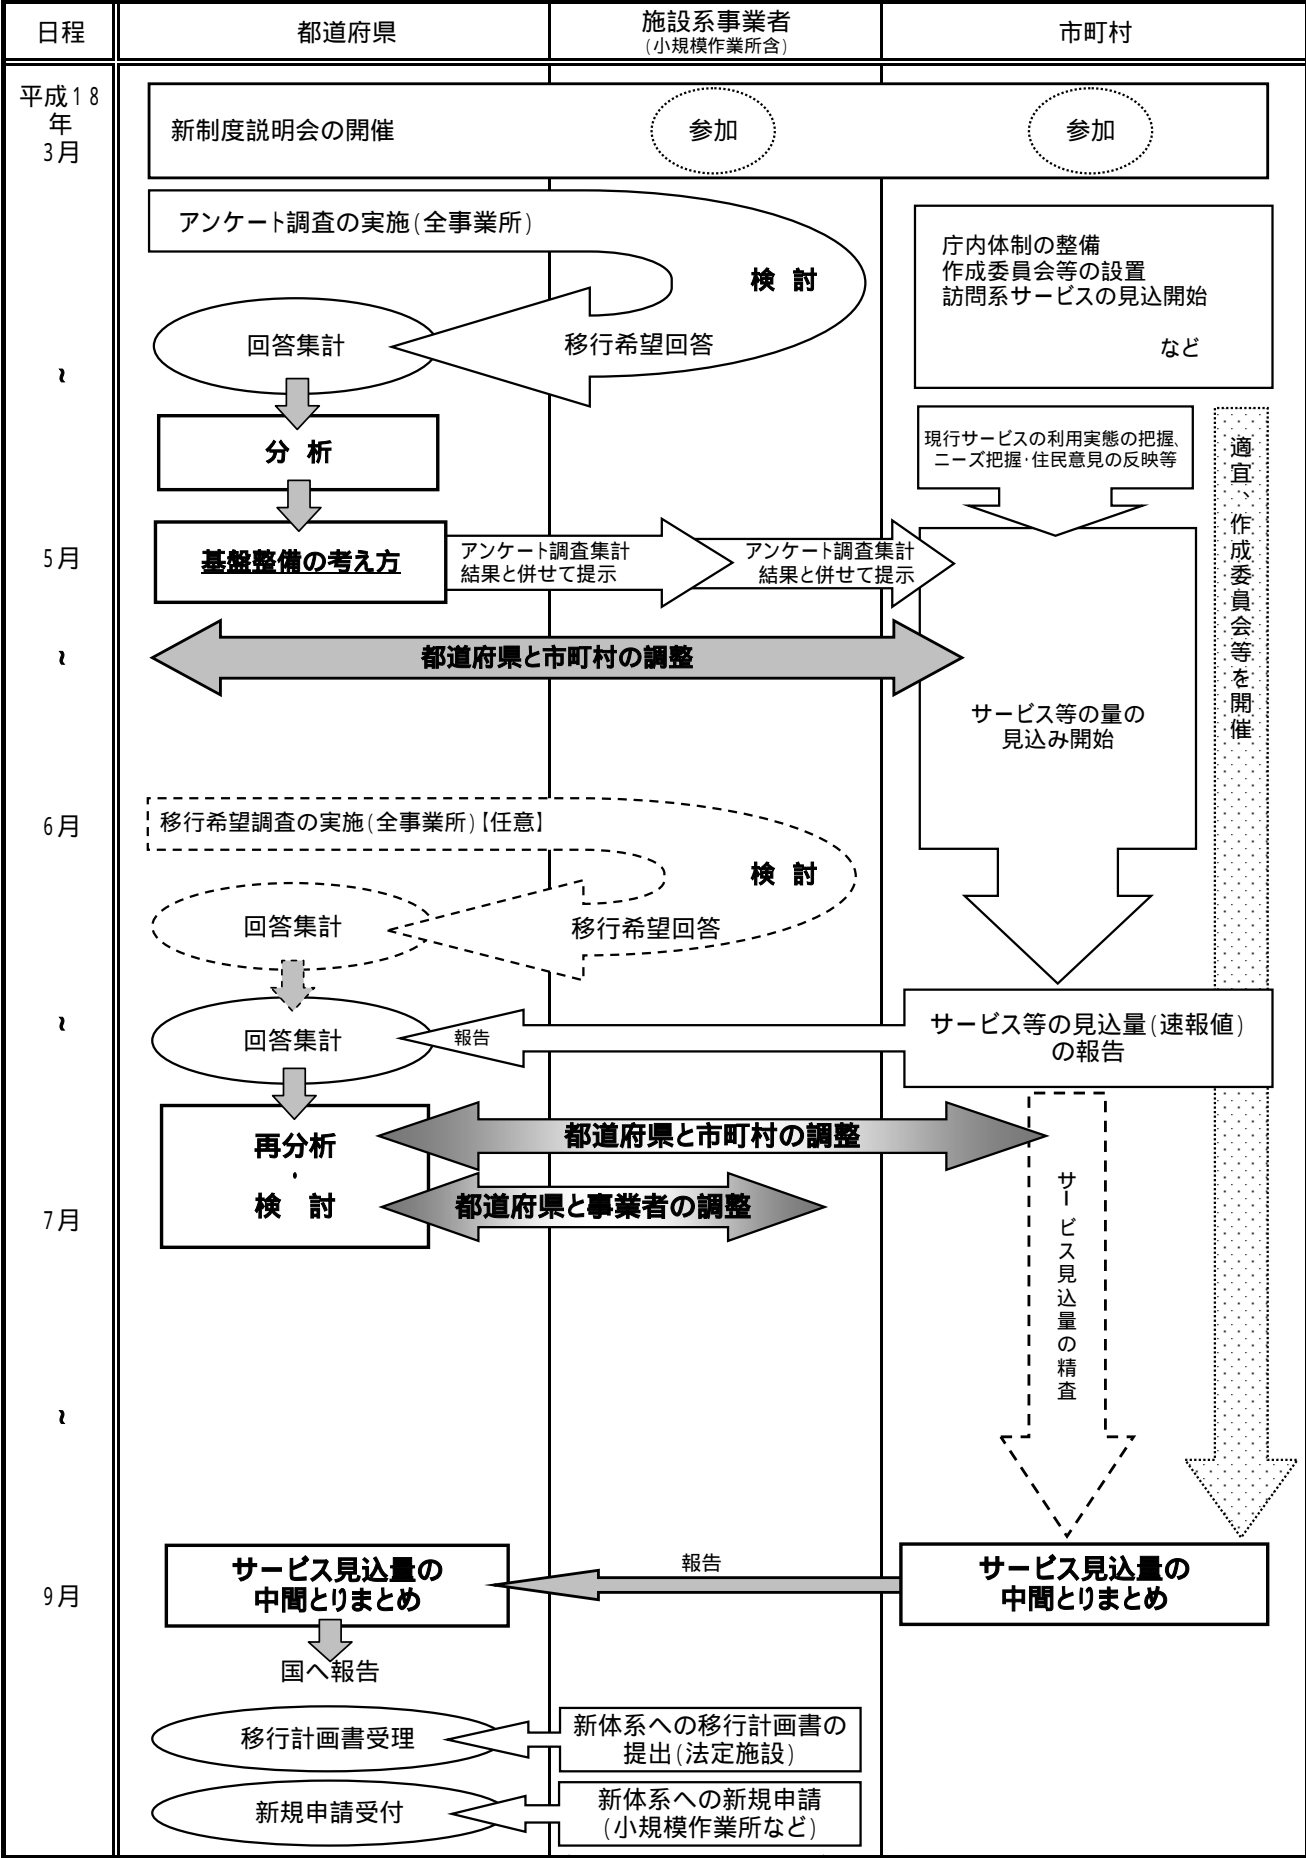 日程
都道府県
施設系事業者
(小規模作業所含)
市町村
平成18
年
3月
新制度説明会の開催
参加
参加
アンケート調査の実施(全事業所)
検 討
移行希望回答
回答集計
庁内体制の整備
作成委員会等の設置
訪問系サービスの見込開始
など
~
分 析
現行サービスの利用実態の把握、
ニーズ把握・住民意見の反映等
適宜、作成委員会等を開催
5月
基盤整備の考え方
アンケート調査集計
結果と併せて提示
アンケート調査集計
結果と併せて提示
~
都道府県と市町村の調整
サービス等の量の
見込み開始
6月
移行希望調査の実施(全事業所)【任意】
検 討
移行希望回答
回答集計
~
回答集計
報告
サービス等の見込量(速報値)
の報告
再分析
・
検 討
都道府県と市町村の調整
都道府県と事業者の調整
7月
サービス見込量の精査
~
9月
サービス見込量の
中間とりまとめ
報告
サービス見込量の
中間とりまとめ
国へ報告
移行計画書受理
新体系への移行計画書の
提出(法定施設)
新規申請受付
新体系への新規申請
(小規模作業所など)